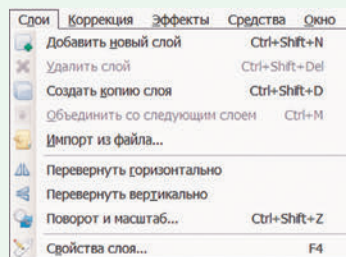 Слои Коррекция Эффекты Средства Окно
Добавить новый слой Ctrl+Shift+N
Удалить слой Ctrl+Shift+Del
Создать копию слоя Ctrl+Shift+D
Объединить со следующим слоем Ctrl+M
Импорт из файла...
Перевернуть горизонтально
Перевернуть вертикально
Поворот и масштаб... Ctrl+Shift+Z
Свойства слоя... F4